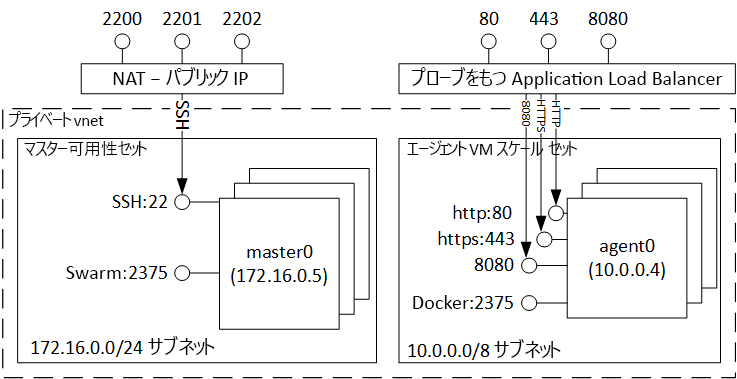 2200 2201 2202
80 443 8080
NAT – パブリック IP
プローブをもつ Application Load Balancer
SSH
8080
HTTPS
HTTP
プライベート vnet
マスター可用性セット
SSH:22
Swarm:2375
master0
(172.16.0.5)
172.16.0.0/24 サブネット
エージェント VM スケール セット
http:80
https:443
8080
Docker:2375
agent0
(10.0.0.4)
10.0.0.0/8 サブネット